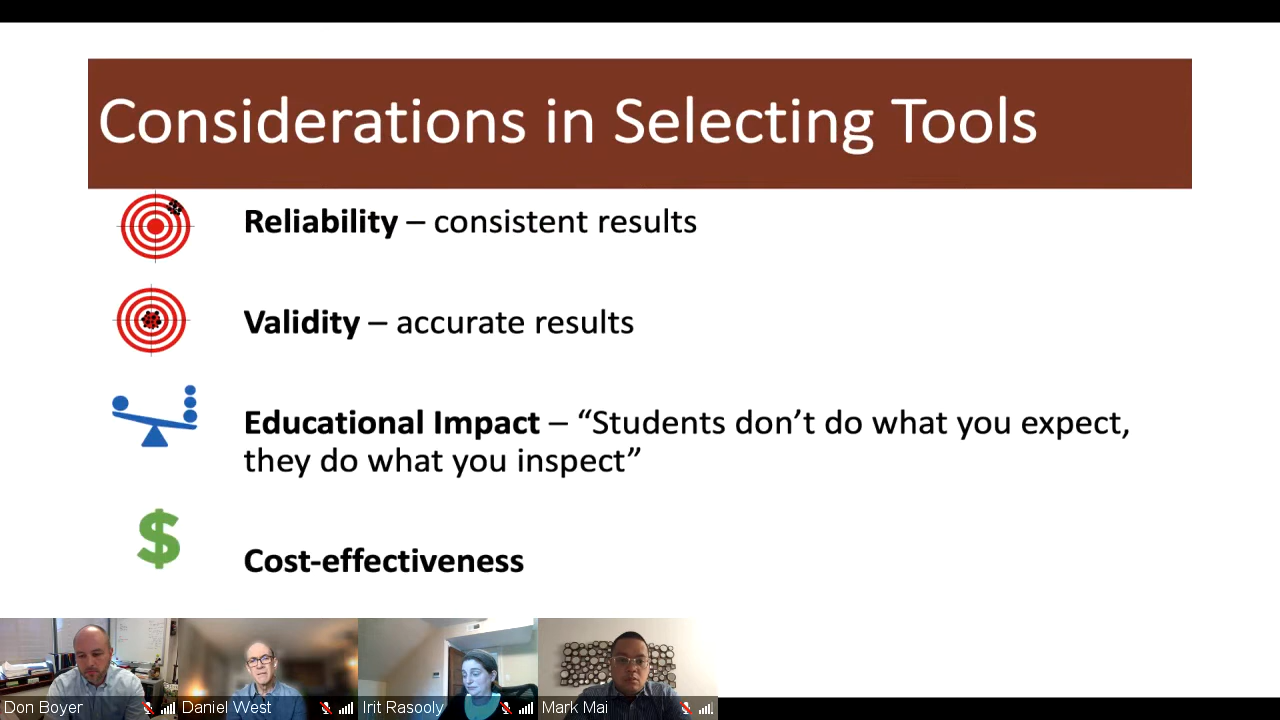 Considerations in Selecting Tools
Reliability – consistent results
Validity – accurate results
Educational Impact – “Students don’t do what you expect,
they do what you inspect”
$
Cost-effectiveness
Don Boyer
Daniel West
Irit Rasooly
Mark Mai